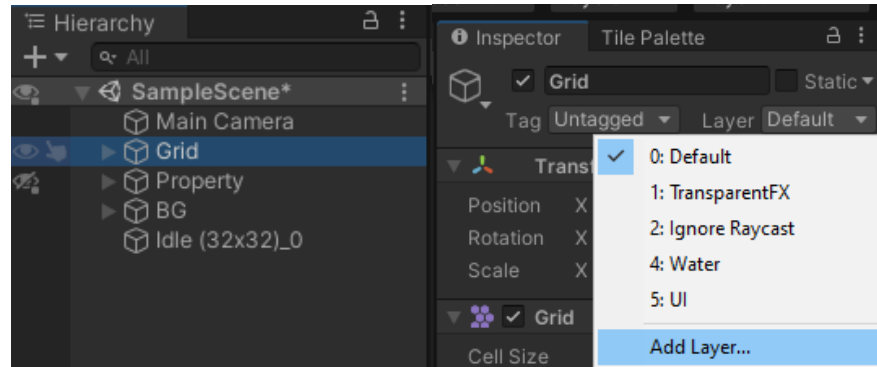 Hierarchy
All
SampleScene*
Main Camera
Grid
Property
BG
Idle (32x32)_0
Inspector
Tile Palette
Grid
Static
Tag Untagged Layer Default
Position X
Rotation X
Scale X
Grid
Cell Size
0: Default
1: TransparentFX
2: Ignore Raycast
4: Water
5: UI
Add Layer...